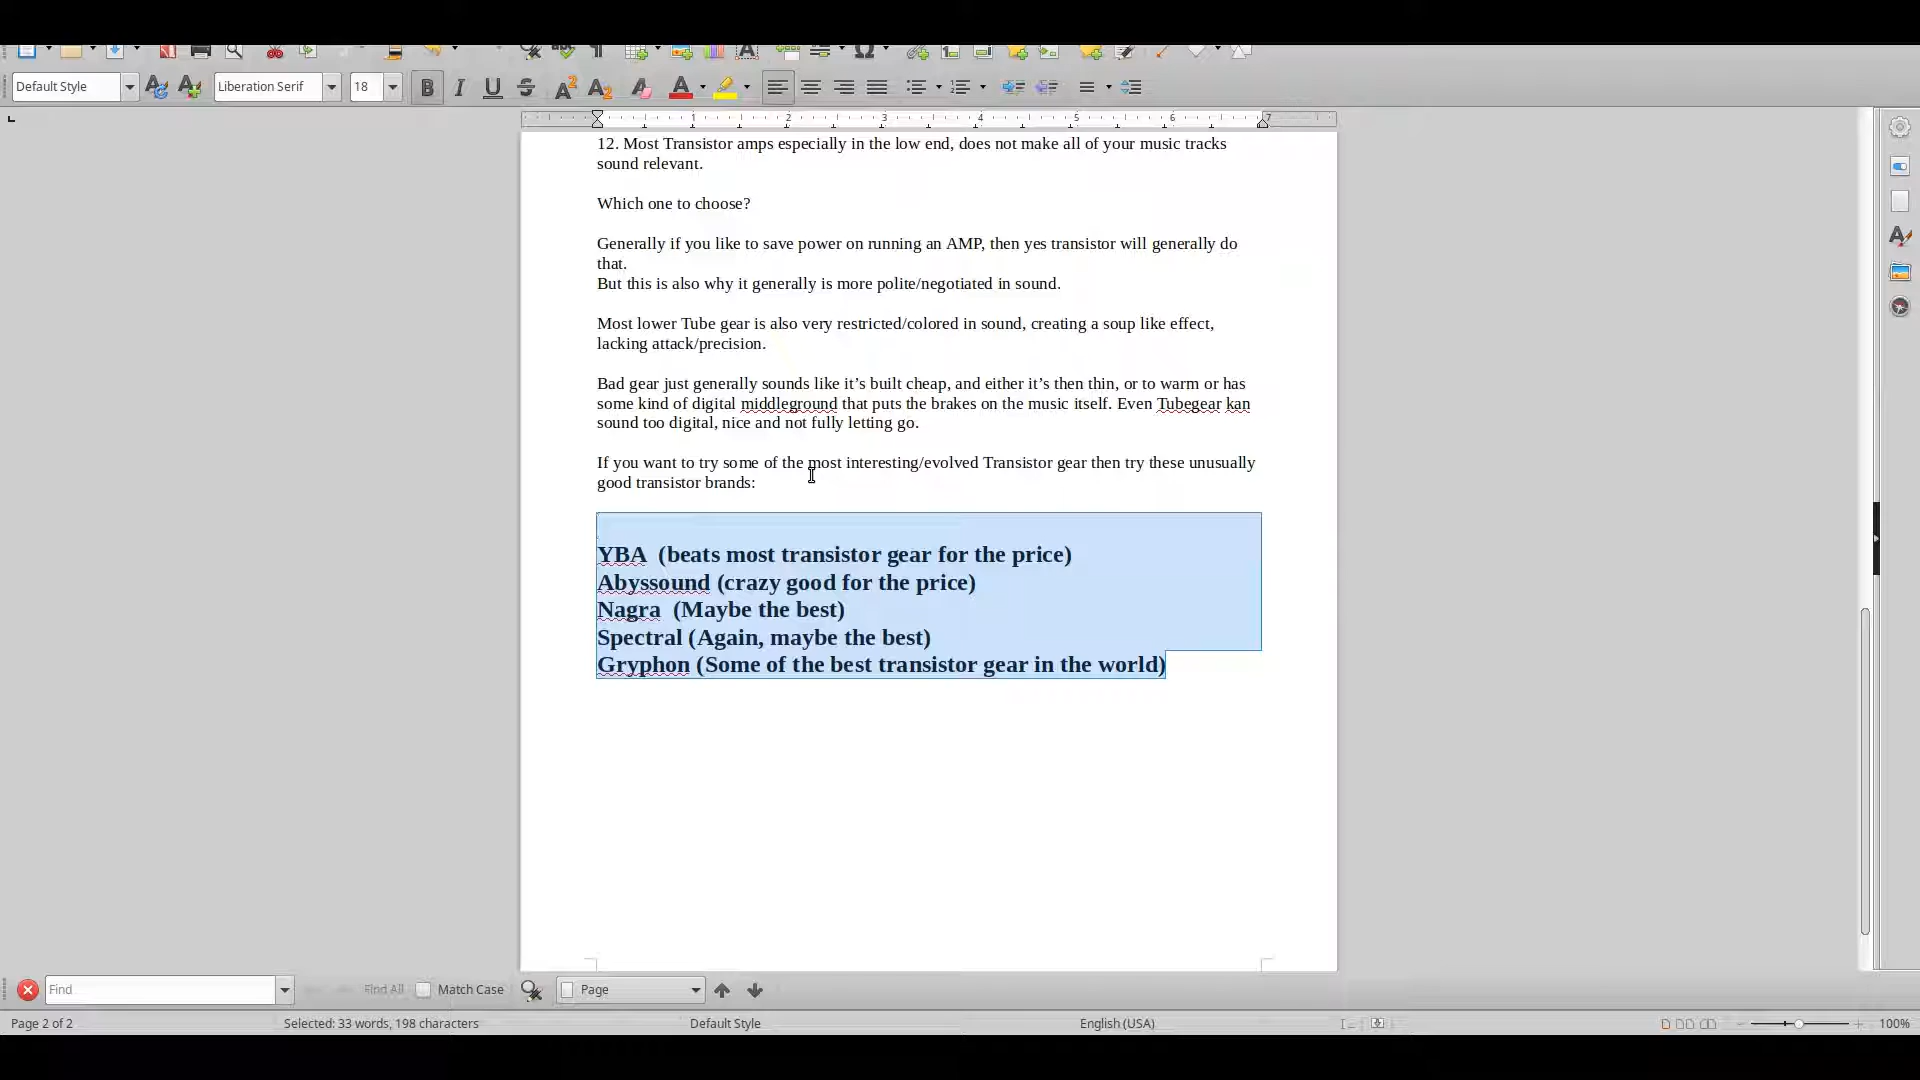 Default Style
Liberation Serif
18
1 2 3 4 5 6 7
12. Most Transistor amps especially in the low end, does not make all of your music tracks
sound relevant.
Which one to choose?
Generally if you like to save power on running an AMP, then yes transistor will generally do
that.
But this is also why it generally is more polite/negotiated in sound.
Most lower Tube gear is also very restricted/colored in sound, creating a soup like effect,
lacking attack/precision.
Bad gear just generally sounds like it’s built cheap, and either it’s then thin, or to warm or has
some kind of digital middleground that puts the brakes on the music itself. Even Tubegear kan
sound too digital, nice and not fully letting go.
If you want to try some of the most interesting/evolved Transistor gear then try these unusually
good transistor brands:
YBA  (beats most transistor gear for the price)
Abyssound (crazy good for the price)
Nagra  (Maybe the best)
Spectral (Again, maybe the best)
Gryphon (Some of the best transistor gear in the world)
Find
Find All
Match Case
Page
Page 2 of 2
Selected: 33 words, 198 characters
Default Style
English (USA)
100%